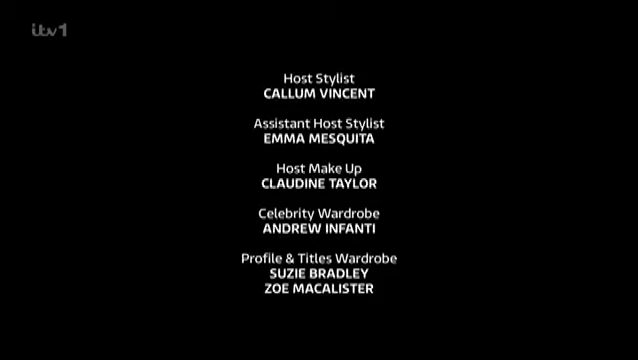 itv1
Host Stylist
CALLUM VINCENT
Assistant Host Stylist
EMMA MESQUITA
Host Make Up
CLAUDINE TAYLOR
Celebrity Wardrobe
ANDREW INFANTI
Profile & Titles Wardrobe
SUZIE BRADLEY
ZOE MACALISTER